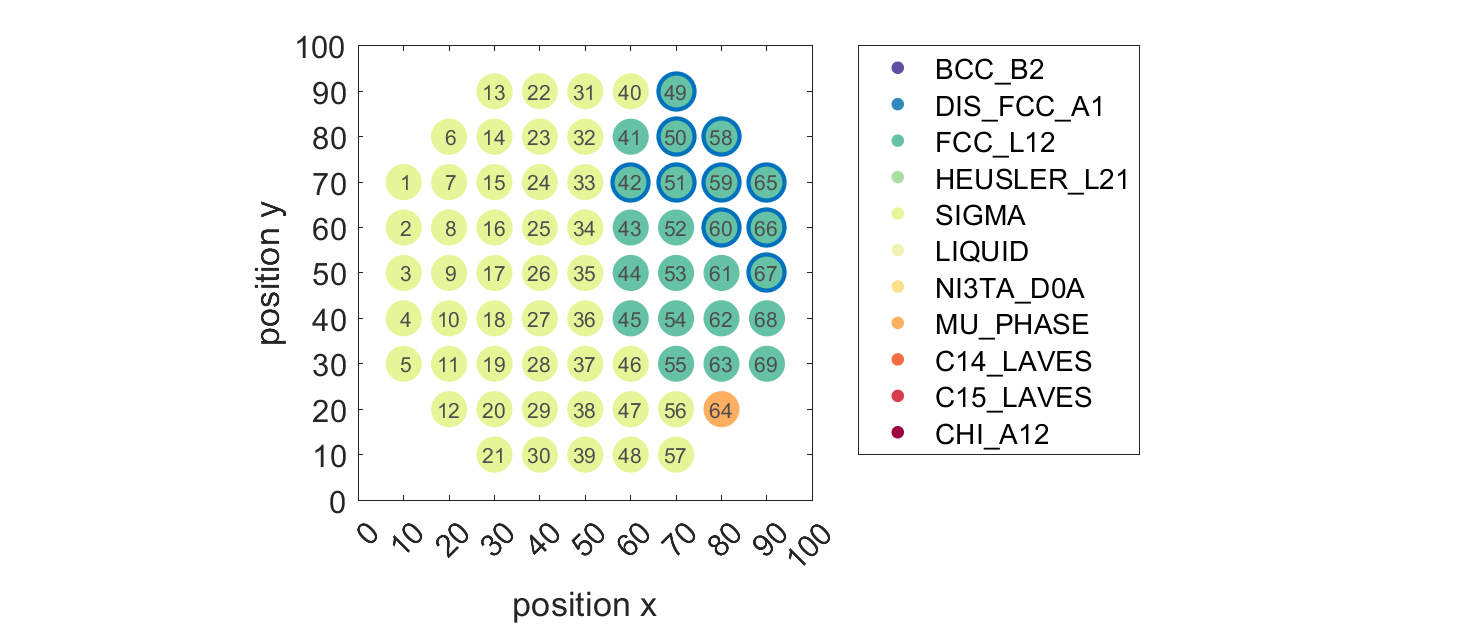 100
90
80
70
60
50
40
30
20
10
0
position y
13 22 31 40 49
6 14 23 32 41 50 58
1 7 15 24 33 42 51 59 65
2 8 16 25 34 43 52 60 66
3 9 17 26 35 44 53 61 67
4 10 18 27 36 45 54 62 68
5 11 19 28 37 46 55 63 69
12 20 29 38 47 56 64
21 30 39 48 57
0 10 20 30 40 50 60 70 80 90 100
position x
BCC_B2
DIS_FCC_A1
FCC_L12
HEUSLER_L21
SIGMA
LIQUID
NI3TA_D0A
MU_PHASE
C14_LAVES
C15_LAVES
CHI_A12